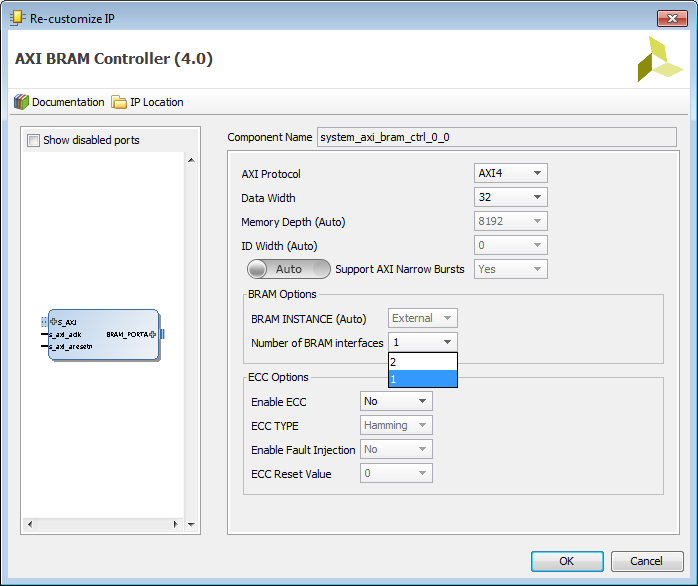 Re-customize IP
AXI BRAM Controller (4.0)
Documentation IP Location
Show disabled ports
S_AXI
s_axi_aclk BRAM_PORTA
s_axi_aresetn
Component Name system_axi_bram_ctrl_0_0
AXI Protocol AXI4
Data Width 32
Memory Depth (Auto) 8192
ID Width (Auto) 0
Auto Support AXI Narrow Bursts Yes
BRAM Options
BRAM INSTANCE (Auto) External
Number of BRAM interfaces 1
2
1
ECC Options
Enable ECC No
ECC TYPE Hamming
Enable Fault Injection No
ECC Reset Value 0
OK Cancel